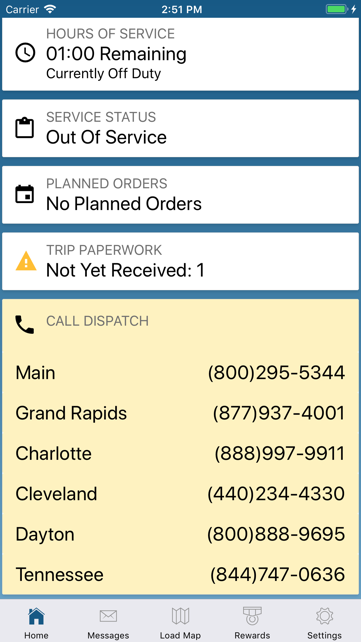 Carrier 2:51 PM
HOURS OF SERVICE
01:00 Remaining
Currently Off Duty
SERVICE STATUS
Out Of Service
PLANNED ORDERS
No Planned Orders
TRIP PAPERWORK
Not Yet Received: 1
CALL DISPATCH
Main (800)295-5344
Grand Rapids (877)937-4001
Charlotte (888)997-9911
Cleveland (440)234-4330
Dayton (800)888-9695
Tennessee (844)747-0636
Home Messages Load Map Rewards Settings